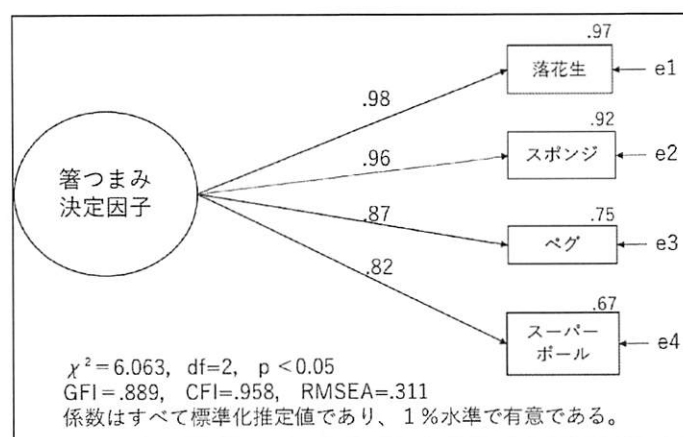 .97
落花生
e1
.98
.92
スポンジ
e2
.96
箸つまみ
決定因子
.75
ペグ
e3
.87
.82
.67
スーパー
ボール
e4
χ²=6.063, df=2, p <0.05
GFI=.889, CFI=.958, RMSEA=.311
係数はすべて標準化推定値であり、1%水準で有意である。